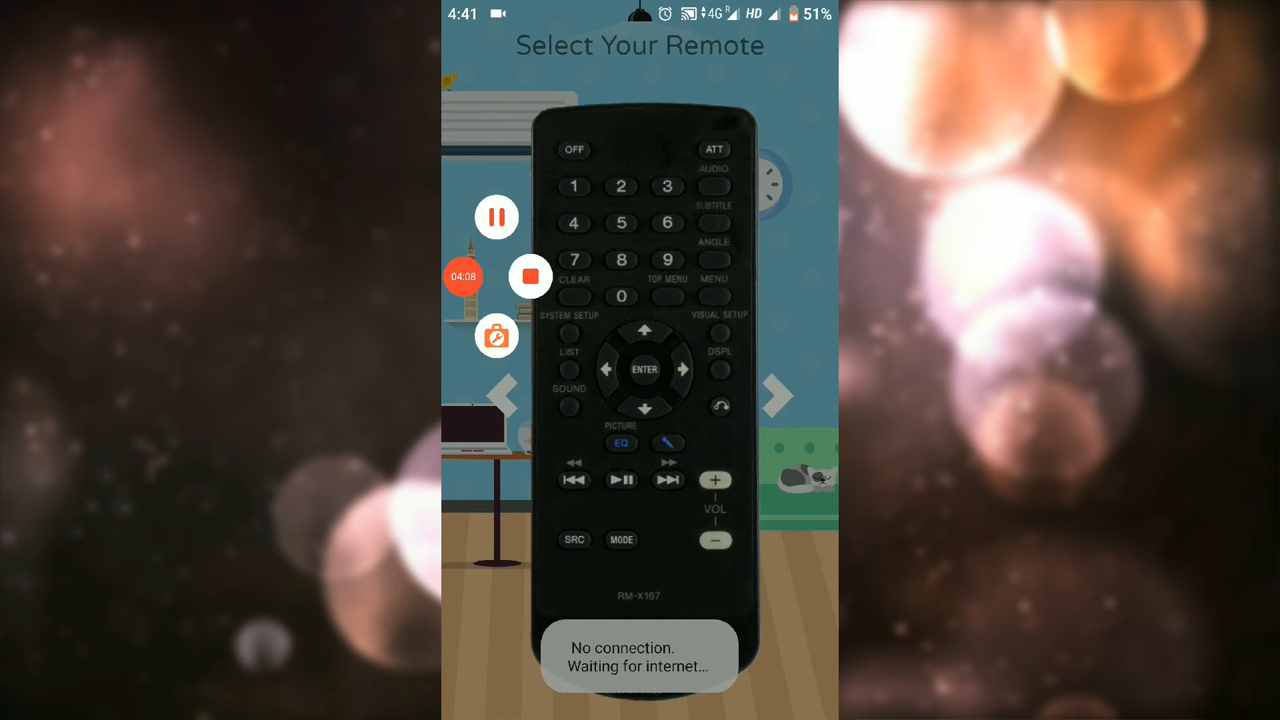 4:41 4G R HD 51%
Select Your Remote
OFF ATT
AUDIO
1 2 3
SUBTITLE
4 5 6
ANGLE
7 8 9
CLEAR TOP MENU MENU
0
SYSTEM SETUP VISUAL SETUP
LIST DSPL
ENTER
SOUND
PICTURE
EQ
+
VOL
−
SRC MODE
RM-X167
04:08
No connection.
Waiting for internet...